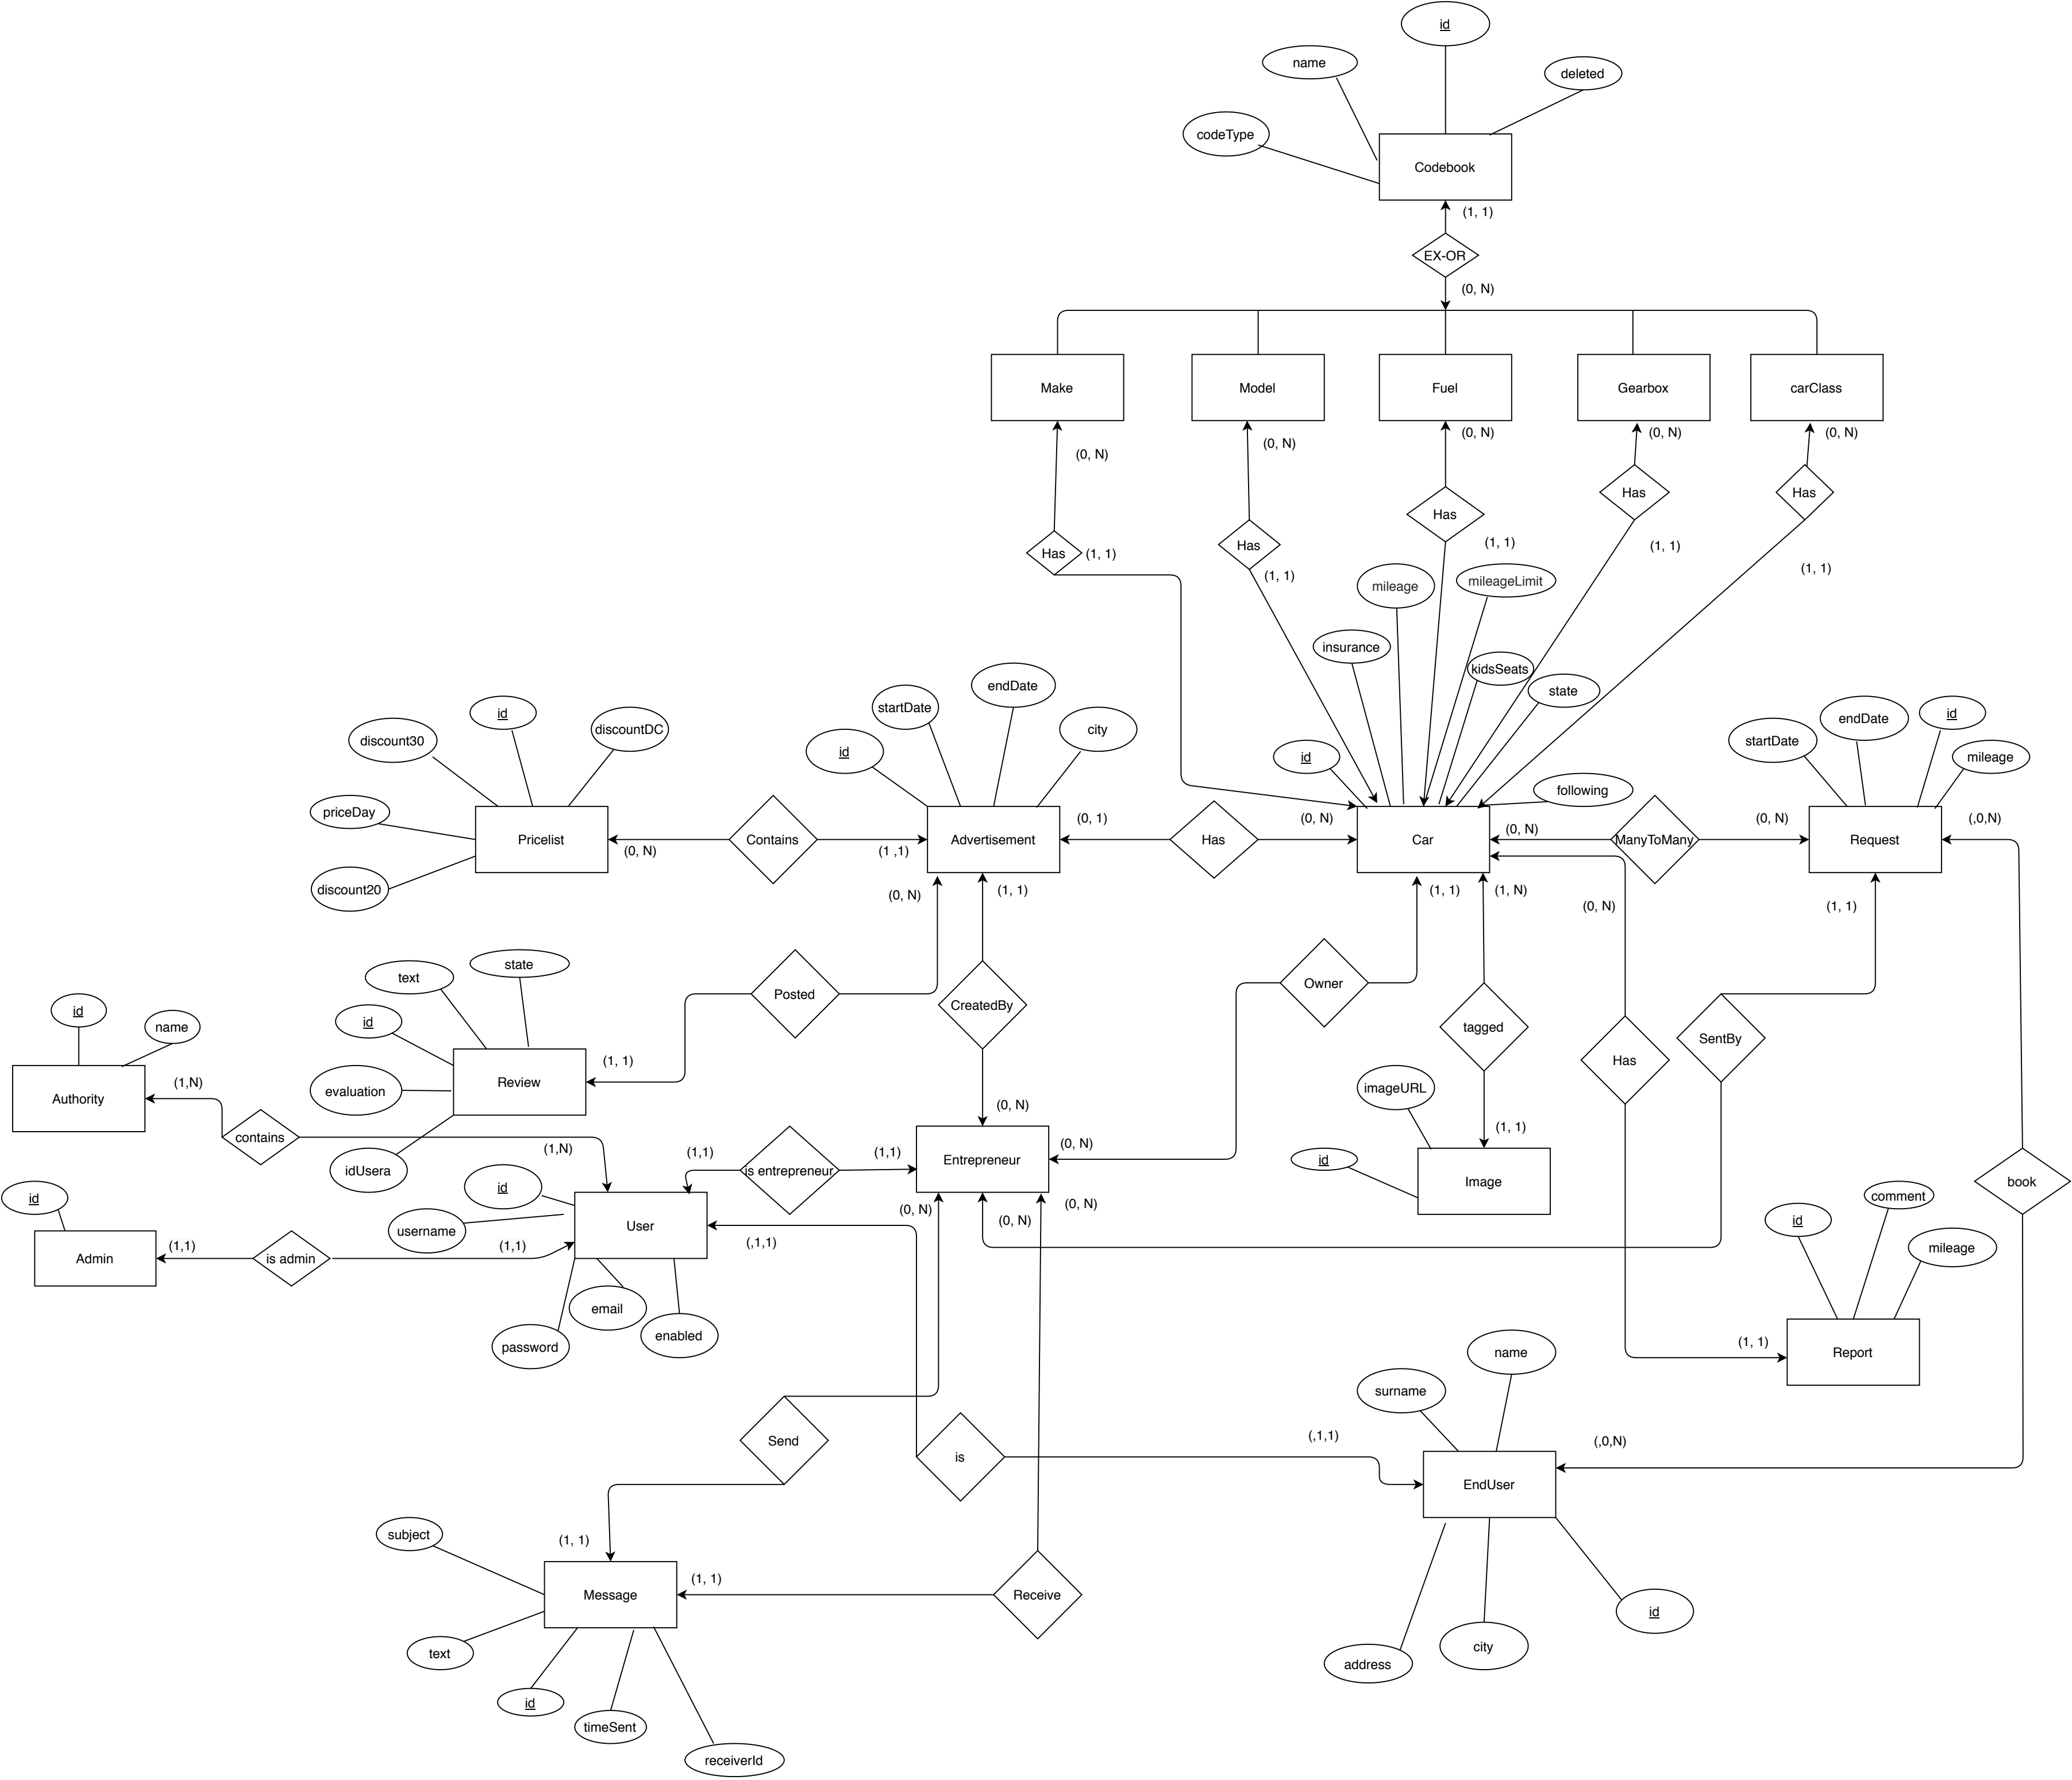 id
name
deleted
codeType
Codebook
(1, 1)
EX-OR
(0, N)
Make
Model
Fuel
Gearbox
carClass
(0, N)
(0, N)
(0, N)
(0, N)
(0, N)
Has
(1, 1)
Has
(1, 1)
Has
(1, 1)
Has
(1, 1)
Has
(1, 1)
mileage
mileageLimit
insurance
kidsSeats
state
id
following
discount30
id
discountDC
priceDay
discount20
Pricelist
(0, N)
Contains
(1 ,1)
id
startDate
endDate
city
Advertisement
(0, 1)
Has
(0, N)
Car
(0, N)
ManyToMany
(0, N)
startDate
endDate
id
mileage
Request
(,0,N)
(0, N)
(1, 1)
(1, 1)
(1, N)
(0, N)
(1, 1)
text
state
id
evaluation
idUsera
Review
(1, 1)
Posted
CreatedBy
(0, N)
Owner
tagged
Has
SentBy
id
name
Authority
(1,N)
contains
(1,N)
imageURL
id
(1, 1)
Image
(1,1)
is entrepreneur
(1,1)
Entrepreneur
(0, N)
(0, N)
(0, N)
(0, N)
book
id
Admin
(1,1)
is admin
(1,1)
id
username
User
(,1,1)
password
email
enabled
id
comment
mileage
(1, 1)
Report
Send
is
(,1,1)
surname
name
(,0,N)
EndUser
address
city
id
(1, 1)
subject
Message
(1, 1)
Receive
text
id
timeSent
receiverId